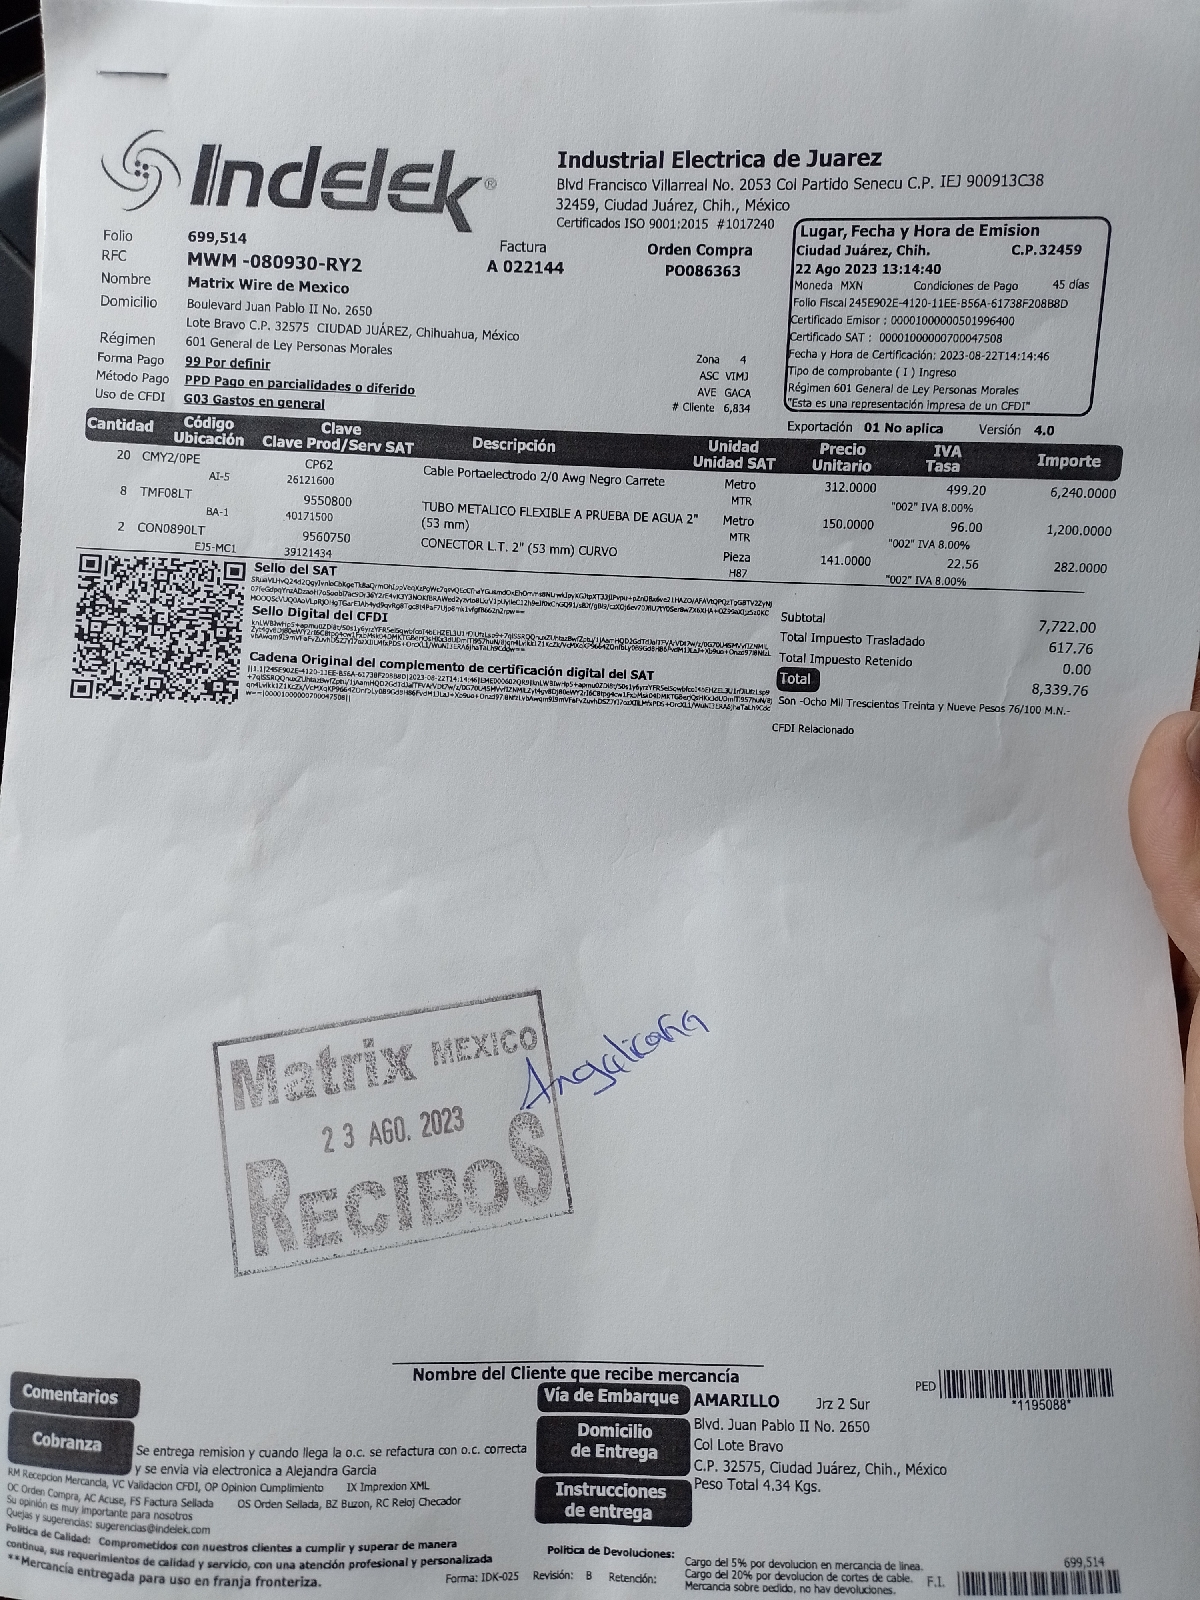 Indelek®
Industrial Electrica de Juarez
Blvd Francisco Villarreal No. 2053 Col Partido Senecu C.P. IEJ 900913C38
32459, Ciudad Juárez, Chih., México
Certificados ISO 9001:2015 #1017240
Folio 699,514
RFC MWM -080930-RY2
Nombre Matrix Wire de Mexico
Domicilio Boulevard Juan Pablo II No. 2650
Lote Bravo C.P. 32575 CIUDAD JUÁREZ, Chihuahua, México
Régimen 601 General de Ley Personas Morales
Forma Pago 99 Por definir
Método Pago PPD Pago en parcialidades o diferido
Uso de CFDI G03 Gastos en general
Factura
A 022144
Orden Compra
PO086363
Zona 4
ASC VIMJ
AVE GACA
# Cliente 6,834
Lugar, Fecha y Hora de Emision
Ciudad Juárez, Chih. C.P. 32459
22 Ago 2023 13:14:40
Moneda MXN Condiciones de Pago 45 días
Folio Fiscal 245E902E-4120-11EE-B56A-61738F208B8D
Certificado Emisor : 00001000000501996400
Certificado SAT : 00001000000700047508
Fecha y Hora de Certificación: 2023-08-22T14:14:46
Tipo de comprobante ( I ) Ingreso
Régimen 601 General de Ley Personas Morales
"Esta es una representación impresa de un CFDI"
Exportación 01 No aplica Versión 4.0
Cantidad Código Ubicación Clave Clave Prod/Serv SAT Descripción Unidad Unidad SAT Precio Unitario IVA Tasa Importe
20 CMY2/0PE CP62 Cable Portaelectrodo 2/0 Awg Negro Carrete Metro 312.0000 499.20 6,240.0000
AI-5 26121600 MTR "002" IVA 8.00%
8 TMF08LT 9550800 TUBO METALICO FLEXIBLE A PRUEBA DE AGUA 2" Metro 150.0000 96.00 1,200.0000
BA-1 40171500 (53 mm) MTR "002" IVA 8.00%
2 CON0890LT 9560750 CONECTOR L.T. 2" (53 mm) CURVO Pieza 141.0000 22.56 282.0000
EJ5-MC1 39121434 H87 "002" IVA 8.00%
Sello del SAT
Sello Digital del CFDI
Cadena Original del complemento de certificación digital del SAT
Subtotal 7,722.00
Total Impuesto Trasladado 617.76
Total Impuesto Retenido 0.00
Total 8,339.76
Son -Ocho Mil Trescientos Treinta y Nueve Pesos 76/100 M.N.-
CFDI Relacionado
Matrix MEXICO
23 AGO. 2023
RECIBOS
Nombre del Cliente que recibe mercancía
Comentarios
Cobranza
Se entrega remision y cuando llega la o.c. se refactura con o.c. correcta
y se envia via electronica a Alejandra Garcia
RM Recepcion Mercancia, VC Validacion CFDI, OP Opinion Cumplimiento IX Imprexion XML
OC Orden Compra, AC Acuse, FS Factura Sellada OS Orden Sellada, BZ Buzon, RC Reloj Checador
Su opinión es muy importante para nosotros
Quejas y sugerencias: sugerencias@indelek.com
Politica de Calidad: Comprometidos con nuestros clientes a cumplir y superar de manera
continua, sus requerimientos de calidad y servicio, con una atención profesional y personalizada
**Mercancía entregada para uso en franja fronteriza.
Vía de Embarque AMARILLO Jrz 2 Sur
Domicilio de Entrega
Blvd. Juan Pablo II No. 2650
Col Lote Bravo
C.P. 32575, Ciudad Juárez, Chih., México
Instrucciones de entrega
Peso Total 4.34 Kgs.
PED
*1195088*
Politica de Devoluciones:
Cargo del 5% por devolucion en mercancia de linea.
Cargo del 20% por devolucion de cortes de cable.
Mercancia sobre pedido, no hay devoluciones.
Forma: IDK-025 Revisión: B Retención:
699,514
F.I.